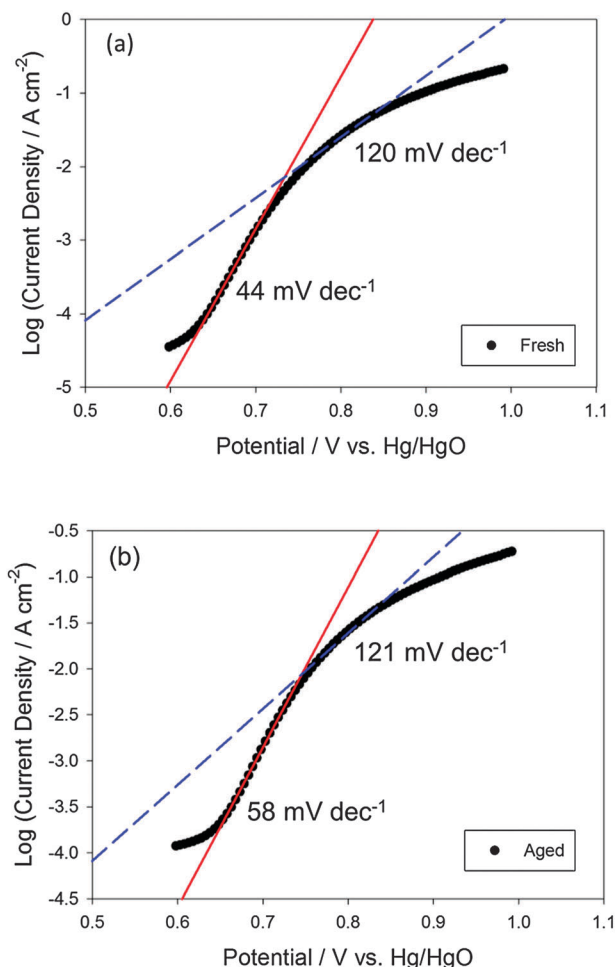 (a)
0
-1
-2
-3
-4
-5
Log (Current Density / A cm-2)
120 mV dec-1
44 mV dec-1
Fresh
0.5 0.6 0.7 0.8 0.9 1.0 1.1
Potential / V vs. Hg/HgO
(b)
-0.5
-1.0
-1.5
-2.0
-2.5
-3.0
-3.5
-4.0
-4.5
Log (Current Density / A cm-2)
121 mV dec-1
58 mV dec-1
Aged
0.5 0.6 0.7 0.8 0.9 1.0 1.1
Potential / V vs. Hg/HgO